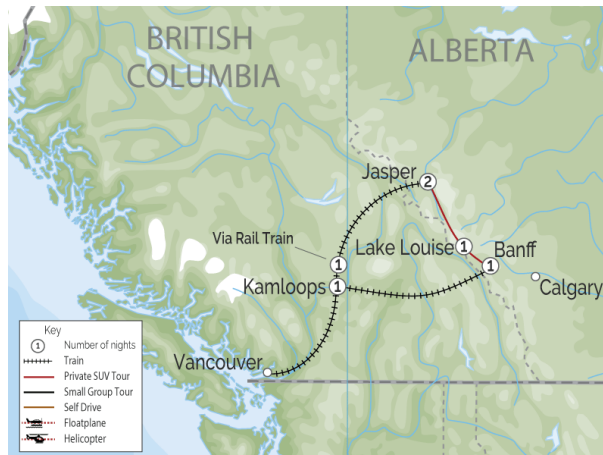 BRITISH
COLUMBIA
ALBERTA
Jasper
2
Via Rail Train
1
Lake Louise
1
Banff
1
Kamloops
1
Calgary
Vancouver
Key
1 Number of nights
Train
Private SUV Tour
Small Group Tour
Self Drive
Floatplane
Helicopter